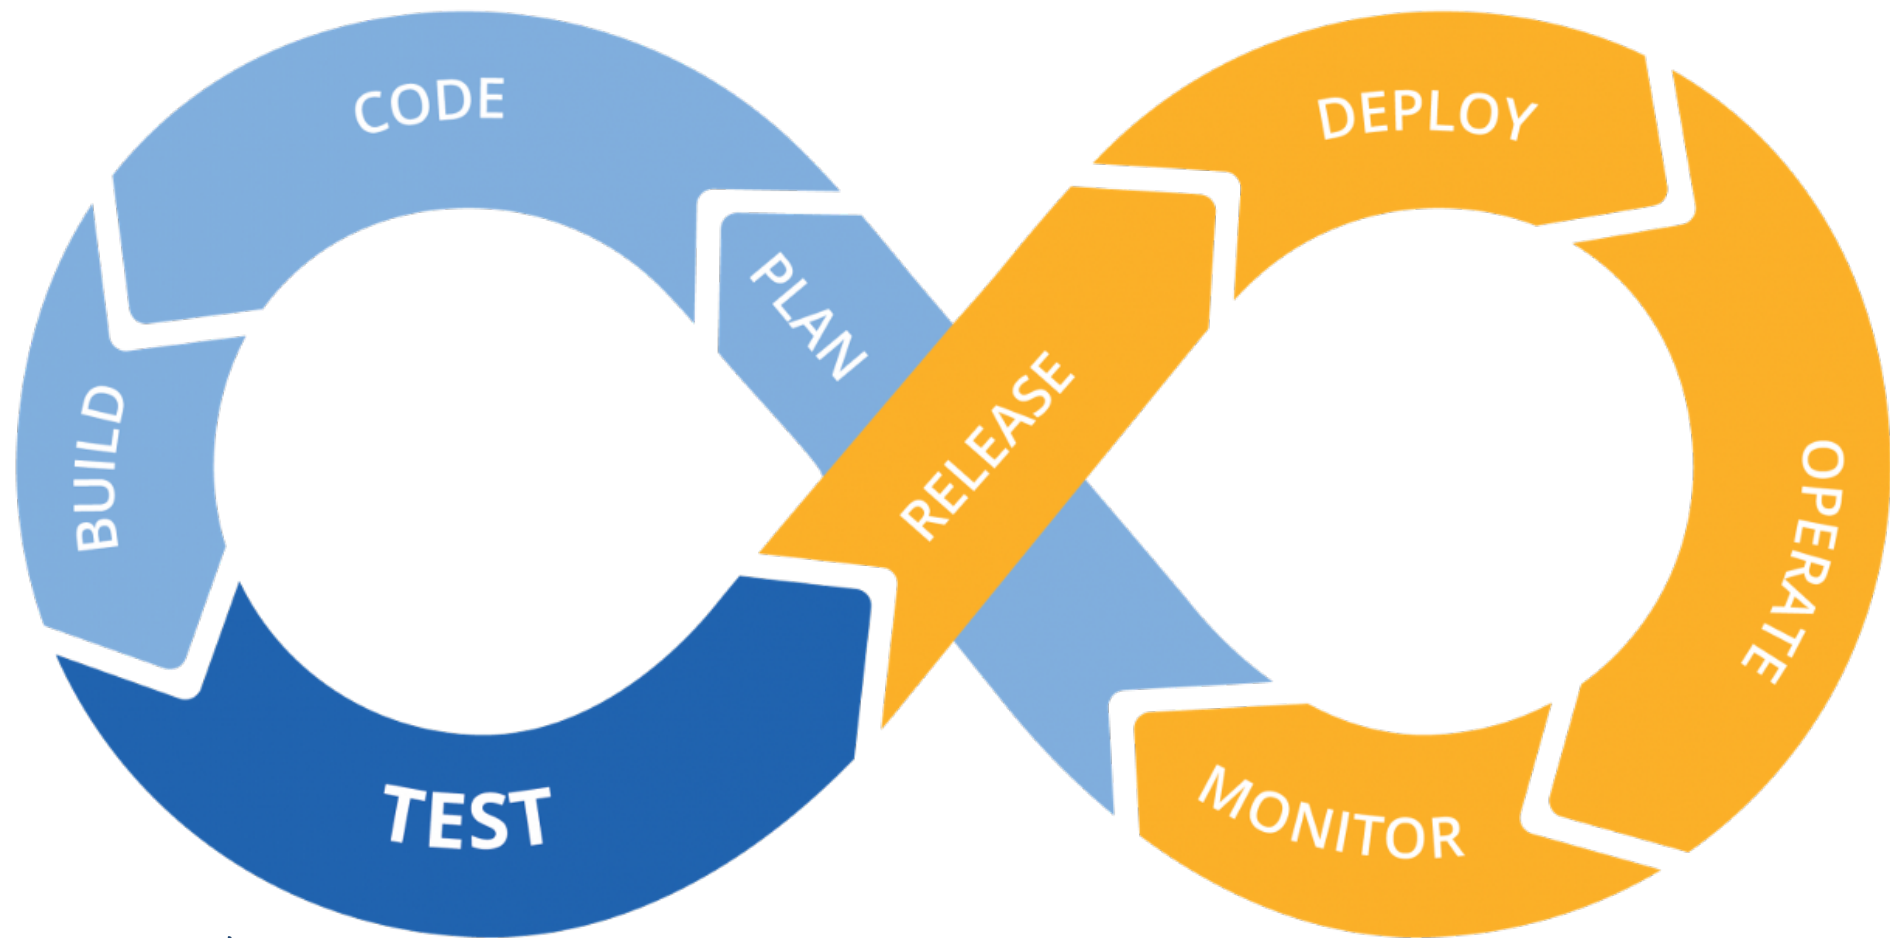 CODE
DEPLOY
PLAN
BUILD
RELEASE
OPERATE
TEST
MONITOR